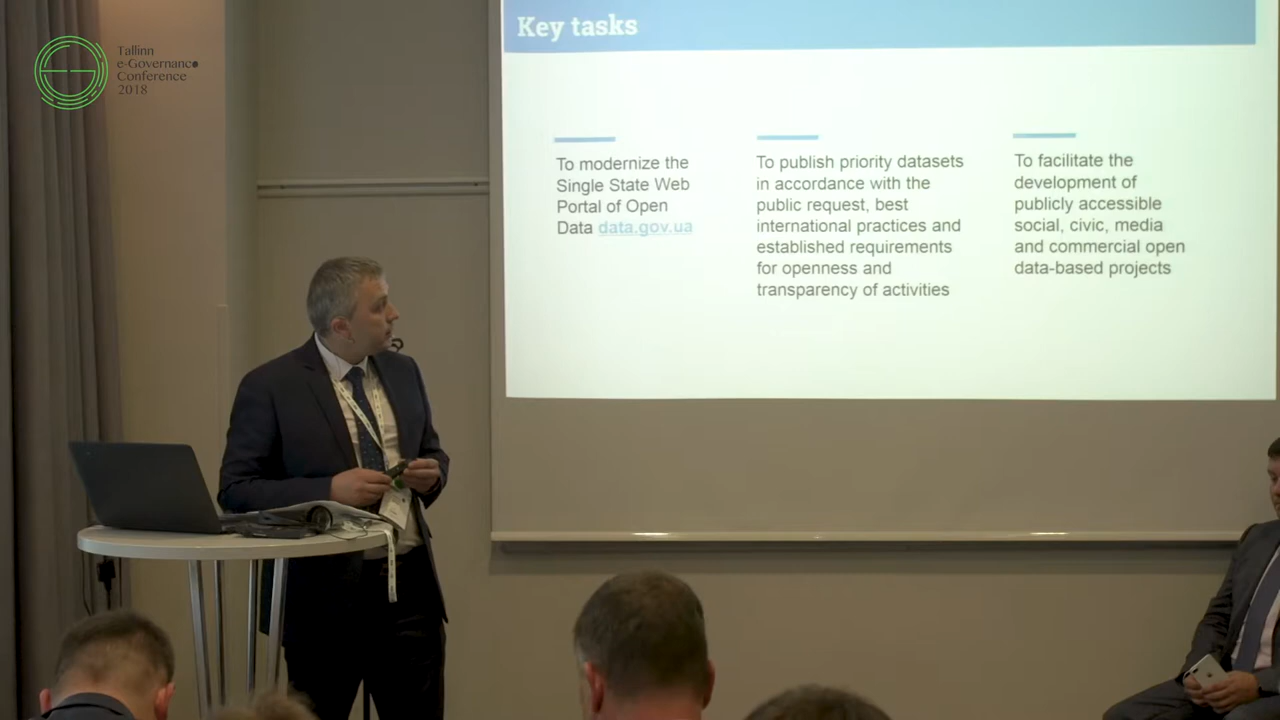 Tallinn
e-Governance
Conference
2018
Key tasks
To modernize the
Single State Web
Portal of Open
Data data.gov.ua
To publish priority datasets
in accordance with the
public request, best
international practices and
established requirements
for openness and
transparency of activities
To facilitate the
development of
publicly accessible
social, civic, media
and commercial open
data-based projects